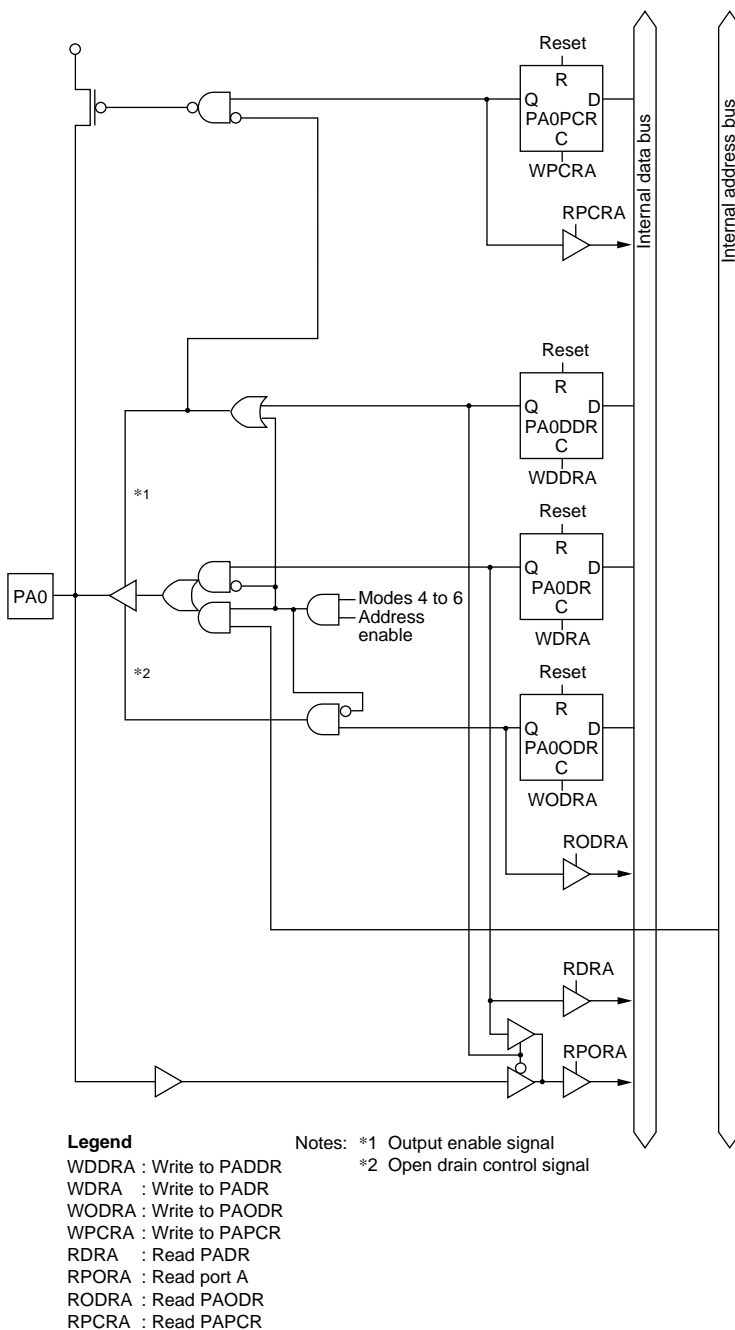 Reset
R
Q D
PA0PCR
C
WPCRA
RPCRA
Internal data bus
Internal address bus
Reset
R
Q D
PA0DDR
C
WDDRA
*1
Reset
R
Q D
PA0DR
C
WDRA
PA0
Modes 4 to 6
Address
enable
*2
Reset
R
Q D
PA0ODR
C
WODRA
RODRA
RDRA
RPORA
Legend
WDDRA : Write to PADDR
WDRA : Write to PADR
WODRA : Write to PAODR
WPCRA : Write to PAPCR
RDRA : Read PADR
RPORA : Read port A
RODRA : Read PAODR
RPCRA : Read PAPCR
Notes: *1 Output enable signal
*2 Open drain control signal